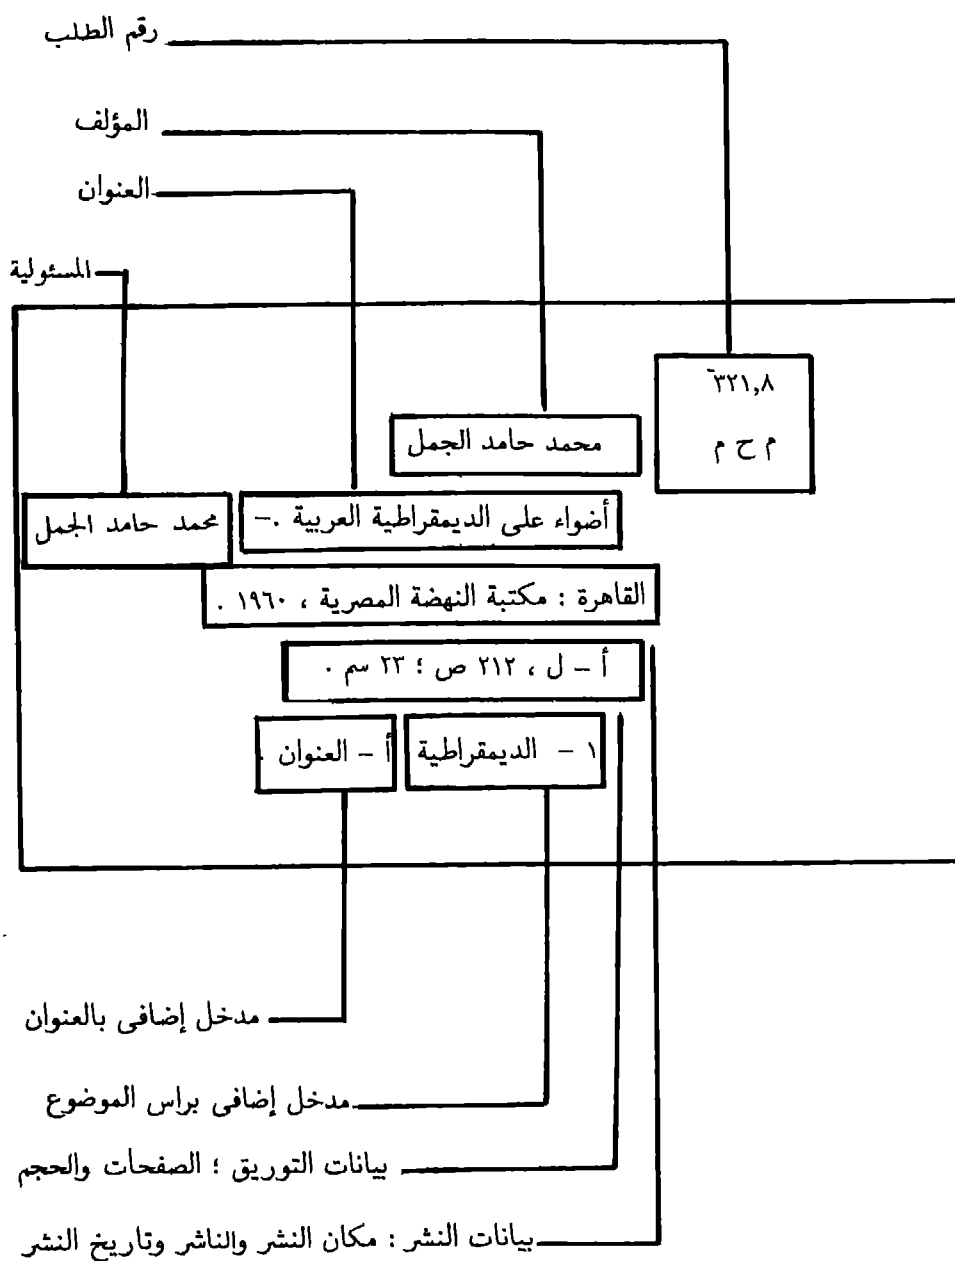 رقم الطلب
المؤلف
العنوان
المسئولية
٣٢١,٨
م ح م
محمد حامد الجمل
أضواء على الديمقراطية العربية .–
محمد حامد الجمل
القاهرة : مكتبة النهضة المصرية ، ١٩٦٠ .
أ – ل ، ٢١٢ ص ؛ ٢٣ سم .
١ – الديمقراطية
أ – العنوان .
مدخل إضافى بالعنوان
مدخل إضافى براس الموضوع
بيانات التوريق ؛ الصفحات والحجم
بيانات النشر : مكان النشر والناشر وتاريخ النشر